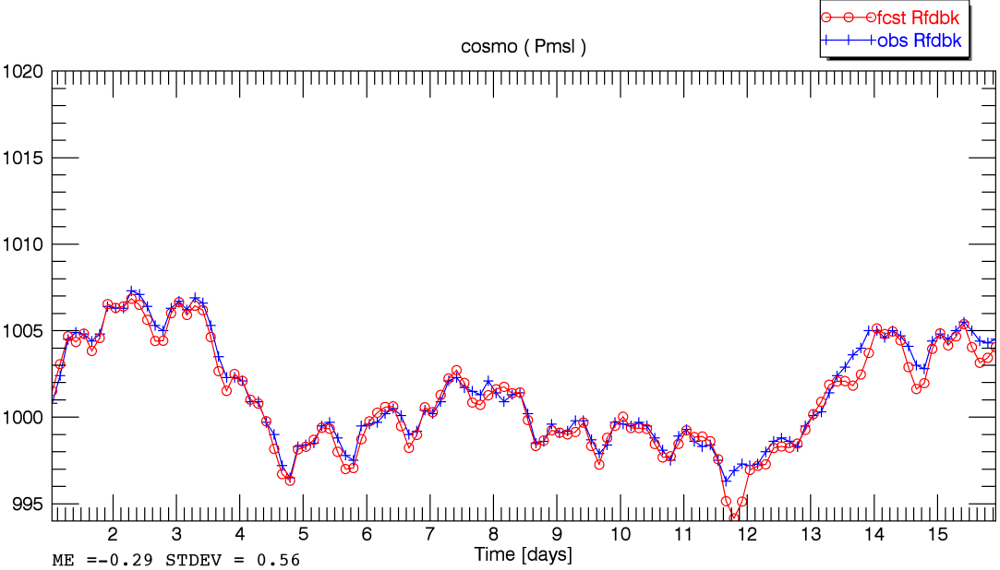 fcst Rfdbk
obs Rfdbk
cosmo ( Pmsl )
1020
1015
1010
1005
1000
995
2 3 4 5 6 7 8 9 10 11 12 13 14 15
Time [days]
ME =-0.29 STDEV = 0.56